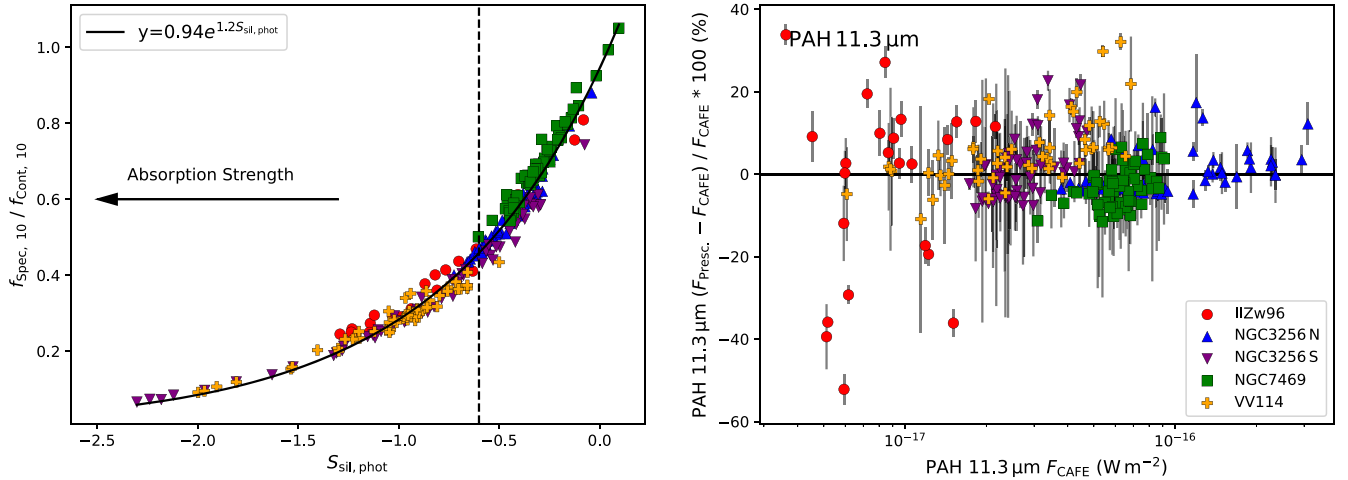 y=0.94e^{1.2S_{sil, phot}}
Absorption Strength
f_{Spec, 10} / f_{Cont, 10}
1.0
0.8
0.6
0.4
0.2
−2.5 −2.0 −1.5 −1.0 −0.5 0.0
S_{sil, phot}
PAH 11.3 μm
PAH 11.3 μm (F_{Presc.} − F_{CAFE}) / F_{CAFE} * 100 (%)
40
20
0
−20
−40
−60
IIZw96
NGC3256 N
NGC3256 S
NGC7469
VV114
10^{−17} 10^{−16}
PAH 11.3 μm F_{CAFE} (W m^{−2})